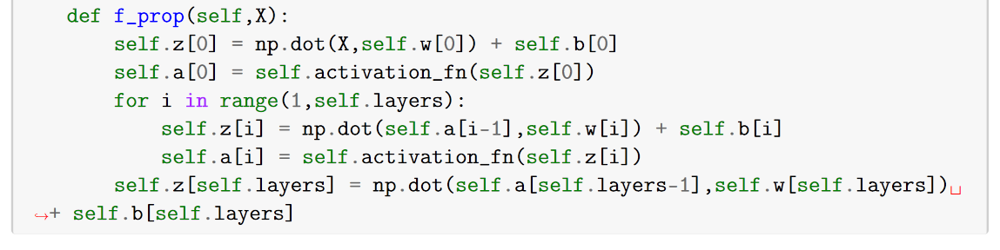 def f_prop(self,X):
    self.z[0] = np.dot(X,self.w[0]) + self.b[0]
    self.a[0] = self.activation_fn(self.z[0])
    for i in range(1,self.layers):
        self.z[i] = np.dot(self.a[i-1],self.w[i]) + self.b[i]
        self.a[i] = self.activation_fn(self.z[i])
    self.z[self.layers] = np.dot(self.a[self.layers-1],self.w[self.layers])␣
↪+ self.b[self.layers]